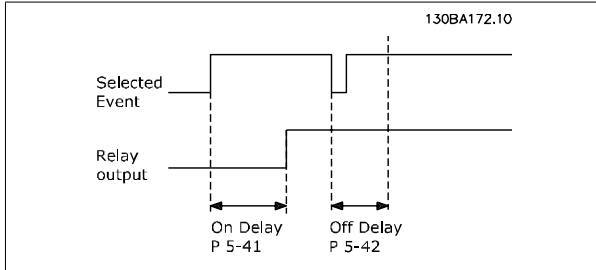 130BA172.10
Selected
Event
Relay
output
On Delay
P 5-41
Off Delay
P 5-42